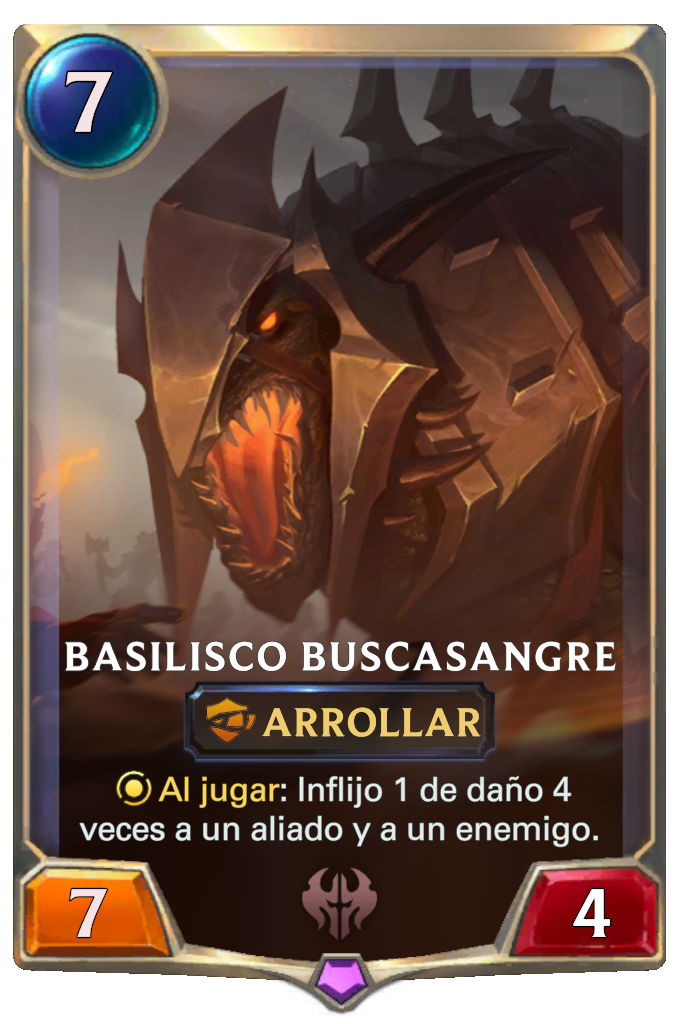 7
BASILISCO BUSCASANGRE
ARROLLAR
Al jugar: Inflijo 1 de daño 4
veces a un aliado y a un enemigo.
7
4